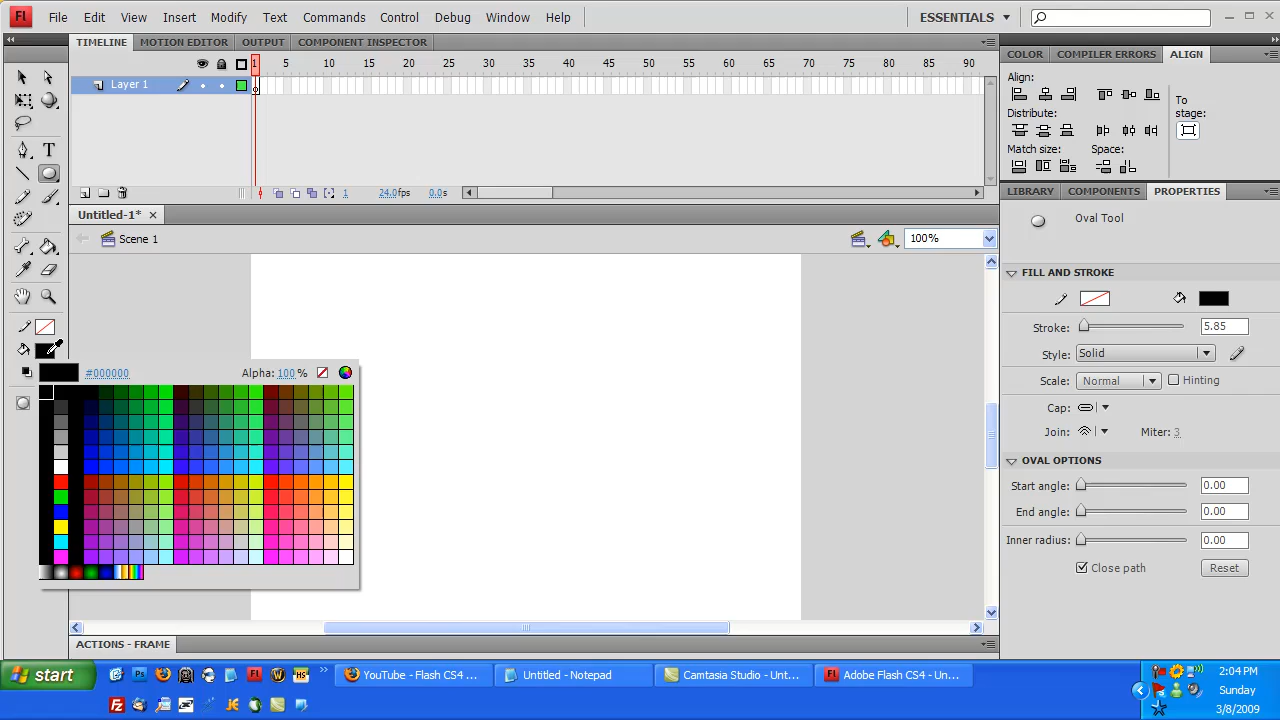 Fl File Edit View Insert Modify Text Commands Control Debug Window Help ESSENTIALS
TIMELINE MOTION EDITOR OUTPUT COMPONENT INSPECTOR
1 5 10 15 20 25 30 35 40 45 50 55 60 65 70 75 80 85 90
Layer 1
1 24.0fps 0.0s
Untitled-1*
Scene 1
100%
#000000 Alpha: 100 %
ACTIONS - FRAME
COLOR COMPILER ERRORS ALIGN
Align:
To
stage:
Distribute:
Match size: Space:
LIBRARY COMPONENTS PROPERTIES
Oval Tool
FILL AND STROKE
Stroke: 5.85
Style: Solid
Scale: Normal Hinting
Cap:
Join: Miter: 3
OVAL OPTIONS
Start angle: 0.00
End angle: 0.00
Inner radius: 0.00
Close path Reset
start YouTube - Flash CS4 ... Untitled - Notepad Camtasia Studio - Unt... Adobe Flash CS4 - Un...
2:04 PM
Sunday
3/8/2009